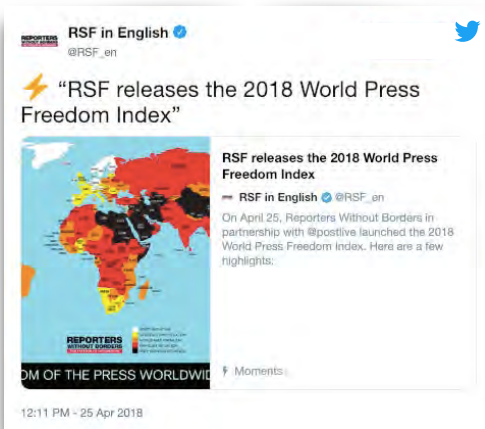 RSF in English
@RSF_en
REPORTERS
WITHOUT BORDERS
⚡ “RSF releases the 2018 World Press
Freedom Index”
RSF releases the 2018 World Press
Freedom Index
RSF in English @RSF_en
On April 25, Reporters Without Borders in
partnership with @postlive launched the 2018
World Press Freedom Index. Here are a few
highlights:
REPORTERS
WITHOUT BORDERS
OM OF THE PRESS WORLDWID
Moments
12:11 PM - 25 Apr 2018